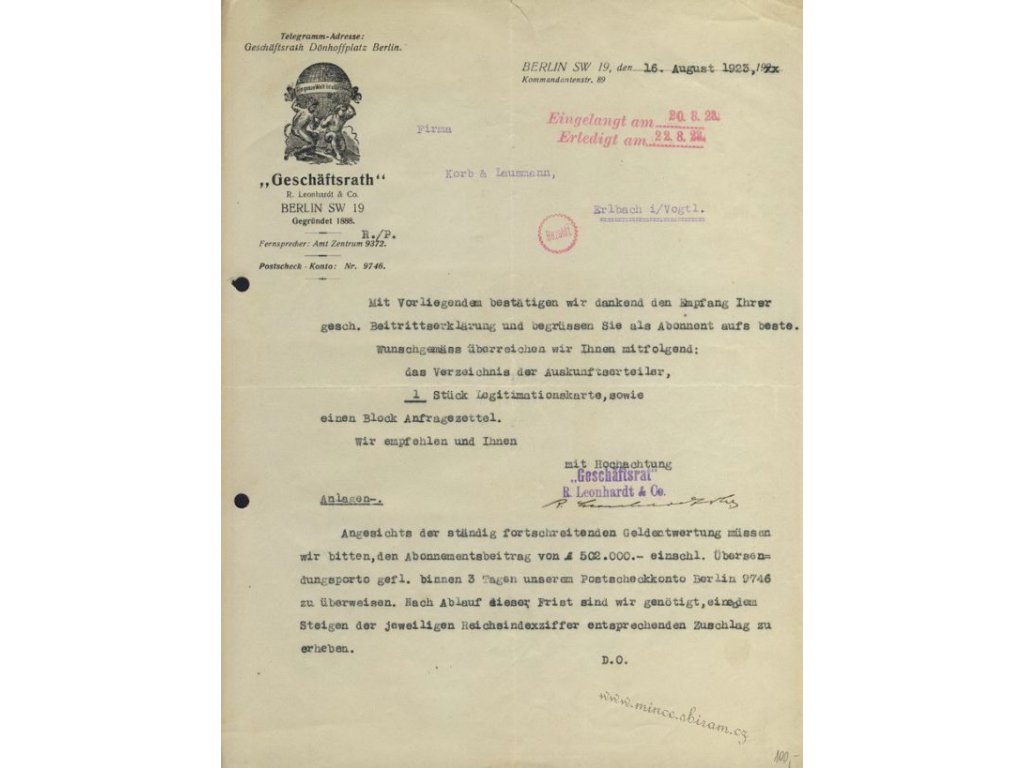 Telegramm-Adresse:
Geschäftsrath Dönhoffplatz Berlin.
BERLIN SW 19, den 16. August 1923, 192x
Kommandantenstr. 89
Eingelangt am 20. 8. 23.
Erledigt am 22. 8. 23.
Firma
Korb & Lausmann,
Erlbach i/Vogtl.
Bezahlt
„Geschäftsrath“
R. Leonhardt & Co.
BERLIN SW 19
Gegründet 1888.
R./P.
Fernsprecher: Amt Zentrum 9372.
Postscheck-Konto: Nr. 9746.
Mit Vorliegendem bestätigen wir dankend den Empfang Ihrer
gesch. Beitrittserklärung und begrüssen Sie als Abonnent aufs beste.
Wunschgemäss überreichen wir Ihnen mitfolgend:
das Verzeichnis der Auskunftserteiler,
1 Stück Legitimationskarte,sowie
einen Block Anfragezettel.
Wir empfehlen und Ihnen
mit Hochachtung
„Geschäftsrat“
R. Leonhardt & Co.
Anlagen-.
Angesichts der ständig fortschreitenden Geldentwertung müssen
wir bitten,den Abonnementsbeitrag von 502.000.- einschl. Übersen-
dungsporto gefl. binnen 3 Tagen unserem Postscheckkonto Berlin 9746
zu überweisen. Nach Ablauf dieser Frist sind wir genötigt,einen dem
Steigen der jeweiligen Reichsindexziffer entsprechenden Zuschlag zu
erheben.
D.O.
www.mince.sbiram.cz
100,-